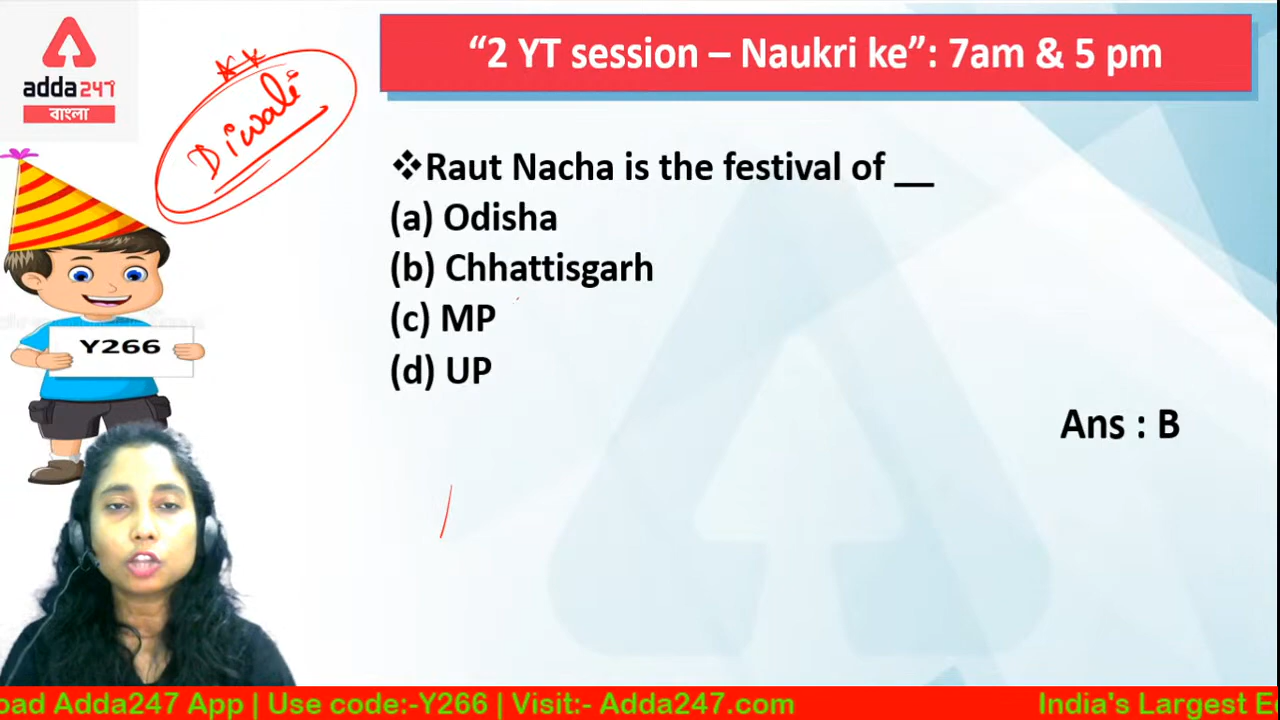 adda247
বাংলা
Diwali
“2 YT session – Naukri ke”: 7am & 5 pm
❖Raut Nacha is the festival of __
(a) Odisha
(b) Chhattisgarh
(c) MP
(d) UP
Ans : B
Y266
oad Adda247 App | Use code:-Y266 | Visit:- Adda247.com
India's Largest E